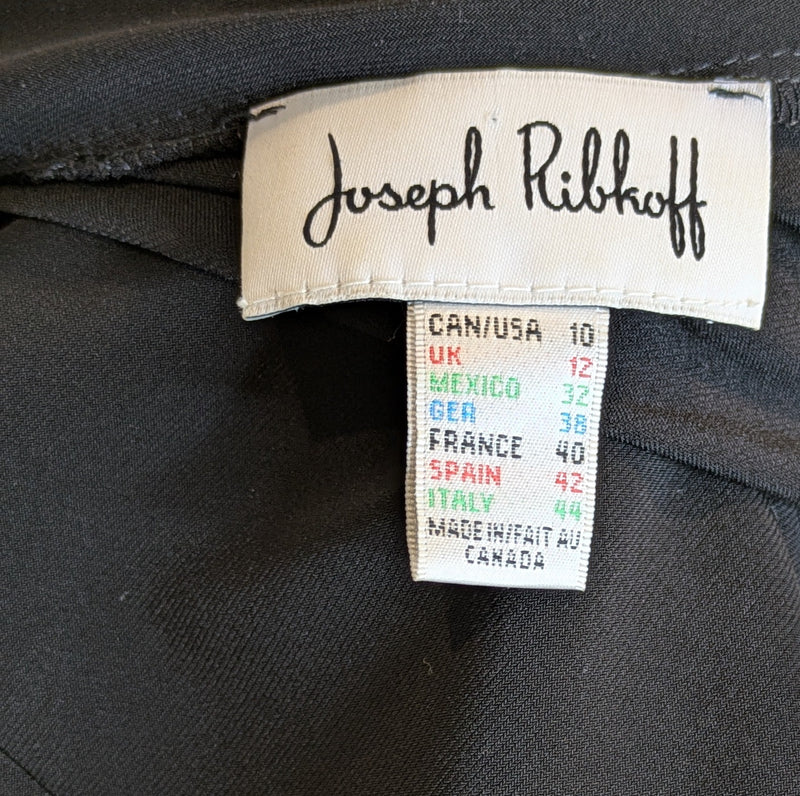 Joseph Ribkoff
CAN/USA 10
UK 12
MEXICO 32
GER 38
FRANCE 40
SPAIN 42
ITALY 44
MADE IN/FAIT AU
CANADA